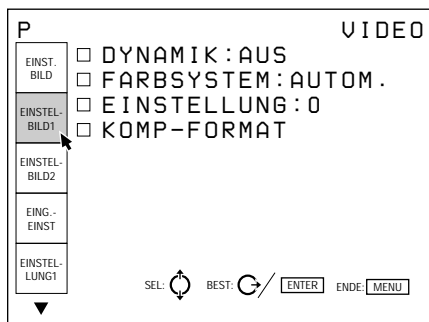 P VIDEO
EINST.
BILD
EINSTEL-
BILD1
EINSTEL-
BILD2
EING.-
EINST
EINSTEL-
LUNG1
DYNAMIK:AUS
FARBSYSTEM:AUTOM.
EINSTELLUNG:0
KOMP-FORMAT
SEL: BEST: / ENTER ENDE: MENU